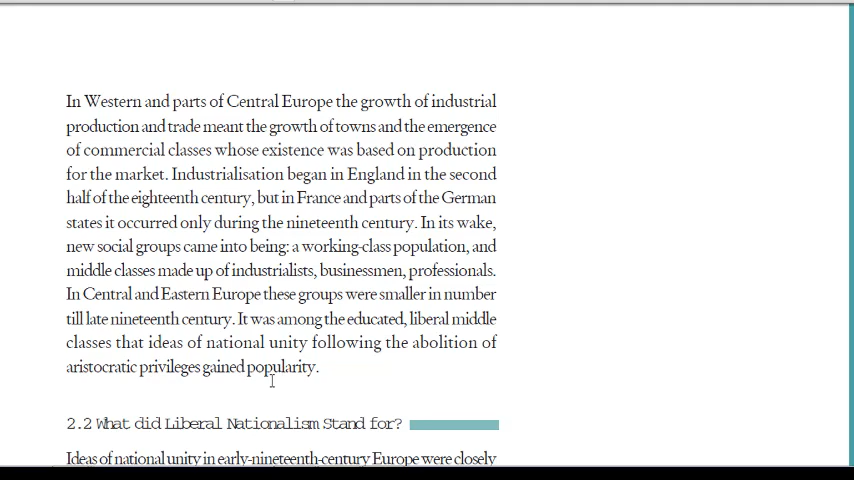 In Western and parts of Central Europe the growth of industrial
production and trade meant the growth of towns and the emergence
of commercial classes whose existence was based on production
for the market. Industrialisation began in England in the second
half of the eighteenth century, but in France and parts of the German
states it occurred only during the nineteenth century. In its wake,
new social groups came into being: a working-class population, and
middle classes made up of industrialists, businessmen, professionals.
In Central and Eastern Europe these groups were smaller in number
till late nineteenth century. It was among the educated, liberal middle
classes that ideas of national unity following the abolition of
aristocratic privileges gained popularity.
2.2 What did Liberal Nationalism Stand for?
Ideas of national unity in early-nineteenth-century Europe were closely